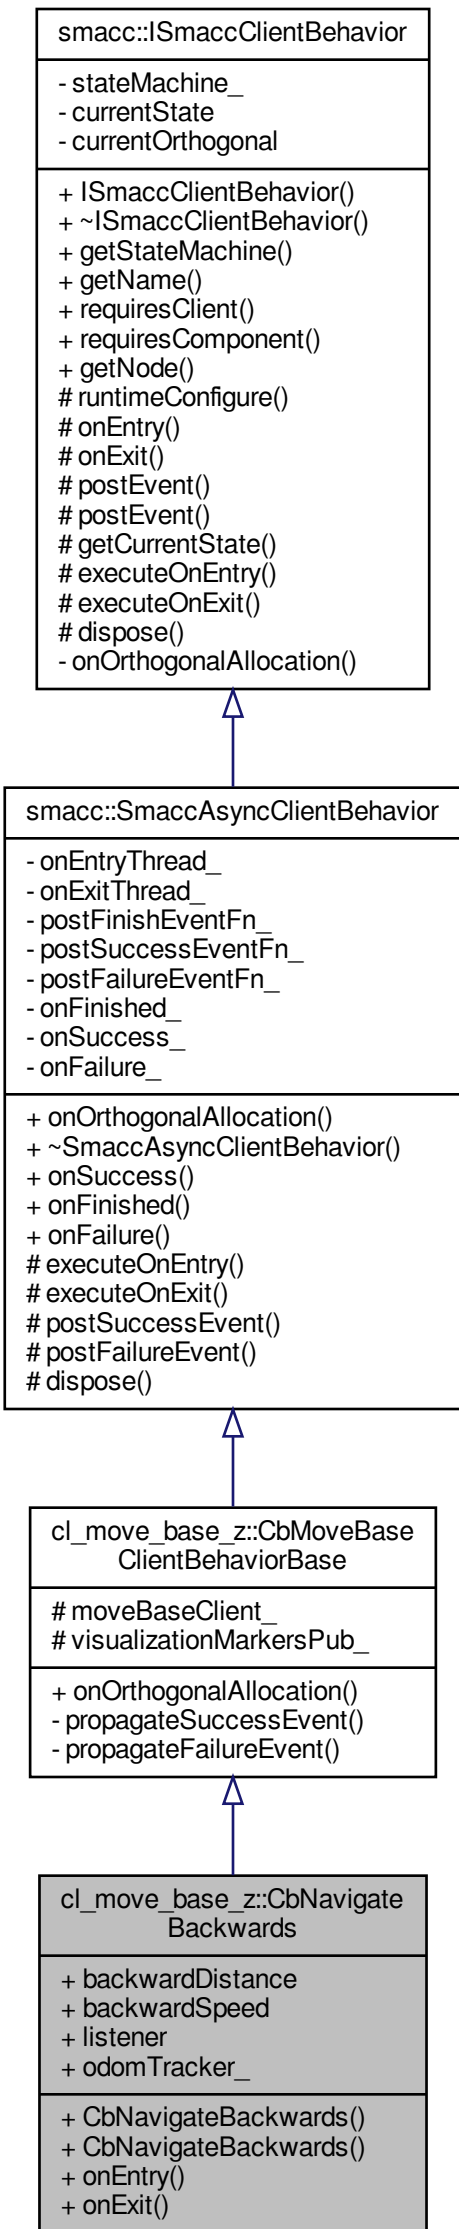 smacc::ISmaccClientBehavior
- stateMachine_
- currentState
- currentOrthogonal
+ ISmaccClientBehavior()
+ ~ISmaccClientBehavior()
+ getStateMachine()
+ getName()
+ requiresClient()
+ requiresComponent()
+ getNode()
# runtimeConfigure()
# onEntry()
# onExit()
# postEvent()
# postEvent()
# getCurrentState()
# executeOnEntry()
# executeOnExit()
# dispose()
- onOrthogonalAllocation()
smacc::SmaccAsyncClientBehavior
- onEntryThread_
- onExitThread_
- postFinishEventFn_
- postSuccessEventFn_
- postFailureEventFn_
- onFinished_
- onSuccess_
- onFailure_
+ onOrthogonalAllocation()
+ ~SmaccAsyncClientBehavior()
+ onSuccess()
+ onFinished()
+ onFailure()
# executeOnEntry()
# executeOnExit()
# postSuccessEvent()
# postFailureEvent()
# dispose()
cl_move_base_z::CbMoveBase
ClientBehaviorBase
# moveBaseClient_
# visualizationMarkersPub_
+ onOrthogonalAllocation()
- propagateSuccessEvent()
- propagateFailureEvent()
cl_move_base_z::CbNavigate
Backwards
+ backwardDistance
+ backwardSpeed
+ listener
+ odomTracker_
+ CbNavigateBackwards()
+ CbNavigateBackwards()
+ onEntry()
+ onExit()